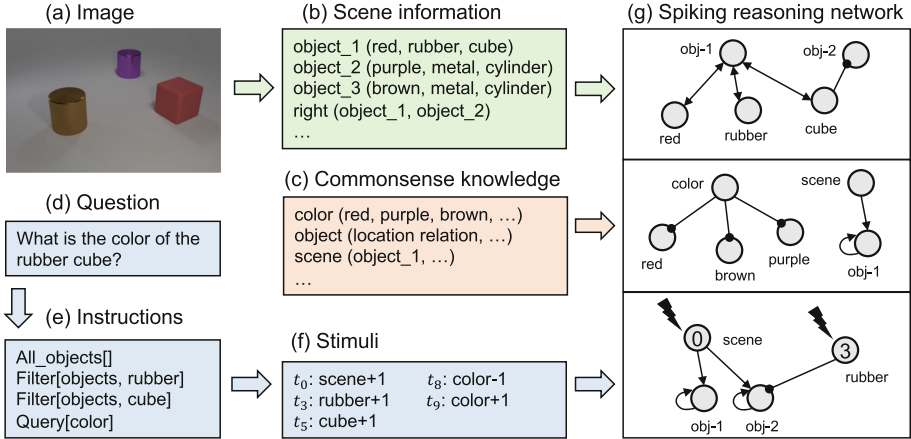 (a) Image
(b) Scene information
object_1 (red, rubber, cube)
object_2 (purple, metal, cylinder)
object_3 (brown, metal, cylinder)
right (object_1, object_2)
…
(c) Commonsense knowledge
color (red, purple, brown, …)
object (location relation, …)
scene (object_1, …)
…
(d) Question
What is the color of the
rubber cube?
(e) Instructions
All_objects[]
Filter[objects, rubber]
Filter[objects, cube]
Query[color]
(f) Stimuli
t₀: scene+1
t₃: rubber+1
t₅: cube+1
t₈: color-1
t₉: color+1
(g) Spiking reasoning network
obj-1
obj-2
red
rubber
cube
color
scene
red
brown
purple
obj-1
0
scene
3
rubber
obj-1
obj-2